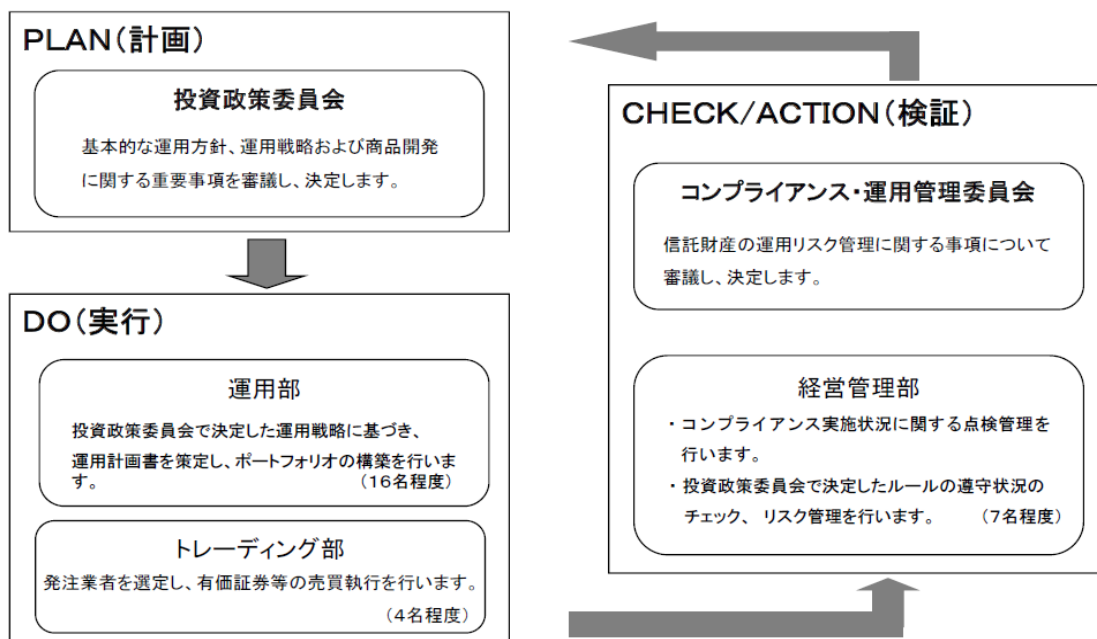 PLAN(計画)
投資政策委員会
基本的な運用方針、運用戦略および商品開発
に関する重要事項を審議し、決定します。
DO(実行)
運用部
投資政策委員会で決定した運用戦略に基づき、
運用計画書を策定し、ポートフォリオの構築を行いま
す。 (16名程度)
トレーディング部
発注業者を選定し、有価証券等の売買執行を行います。
(4名程度)
CHECK/ACTION(検証)
コンプライアンス・運用管理委員会
信託財産の運用リスク管理に関する事項について
審議し、決定します。
経営管理部
・コンプライアンス実施状況に関する点検管理を
行います。
・投資政策委員会で決定したルールの遵守状況の
チェック、 リスク管理を行います。 (7名程度)